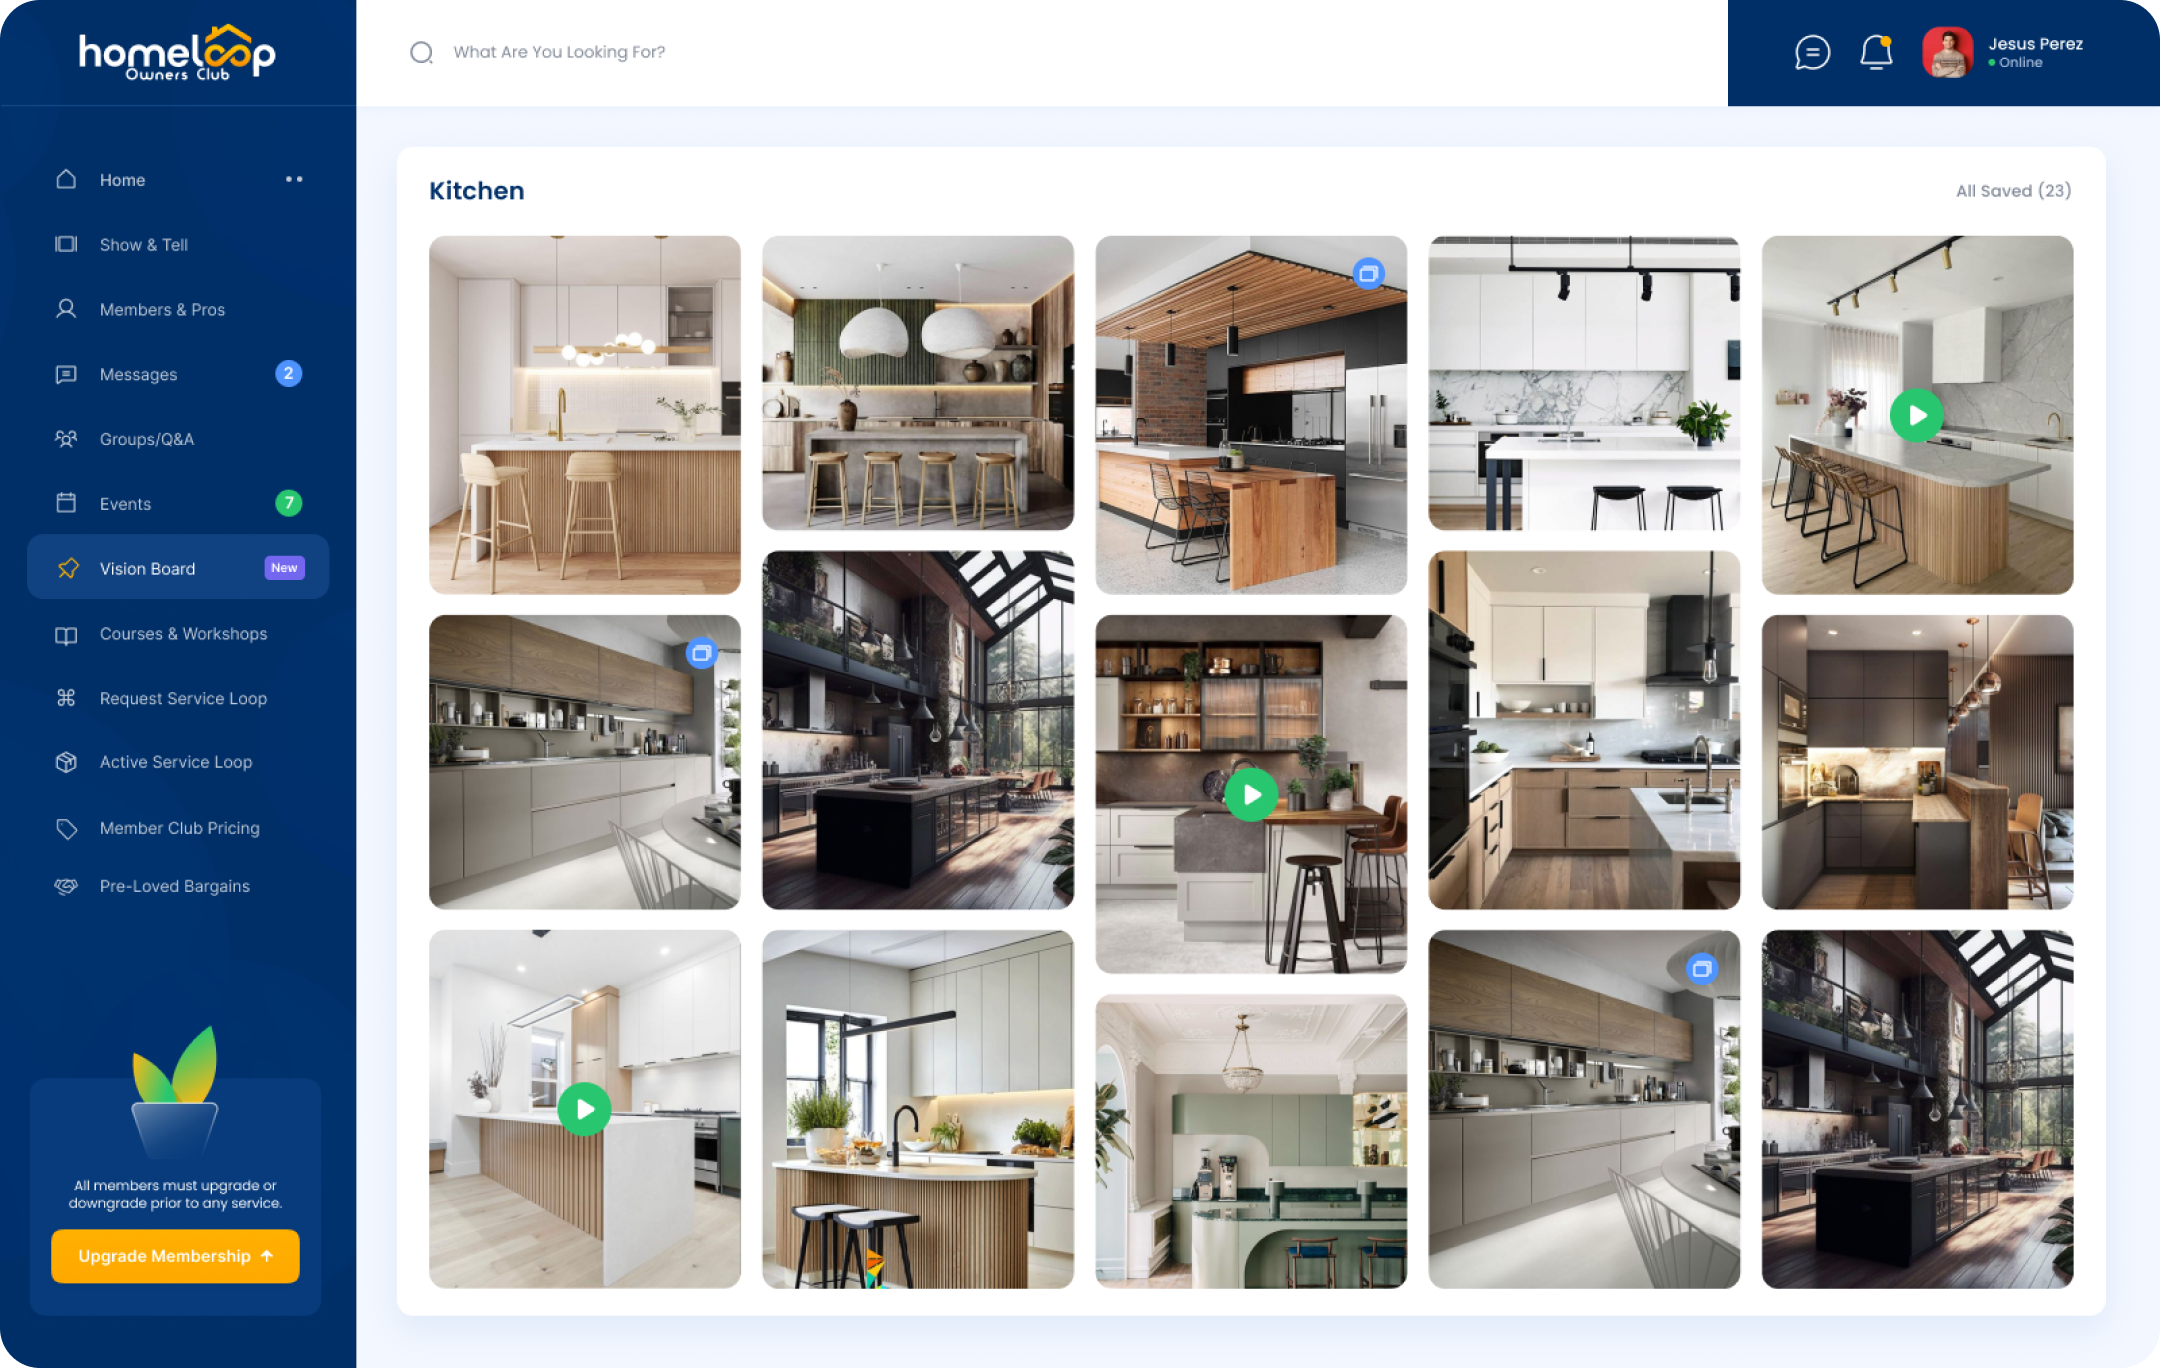 homeloop
Owners Club
What Are You Looking For?
Jesus Perez
Online
Home
Show & Tell
Members & Pros
Messages
2
Groups/Q&A
Events
7
Vision Board
New
Courses & Workshops
Request Service Loop
Active Service Loop
Member Club Pricing
Pre-Loved Bargains
All members must upgrade or
downgrade prior to any service.
Upgrade Membership
Kitchen
All Saved (23)